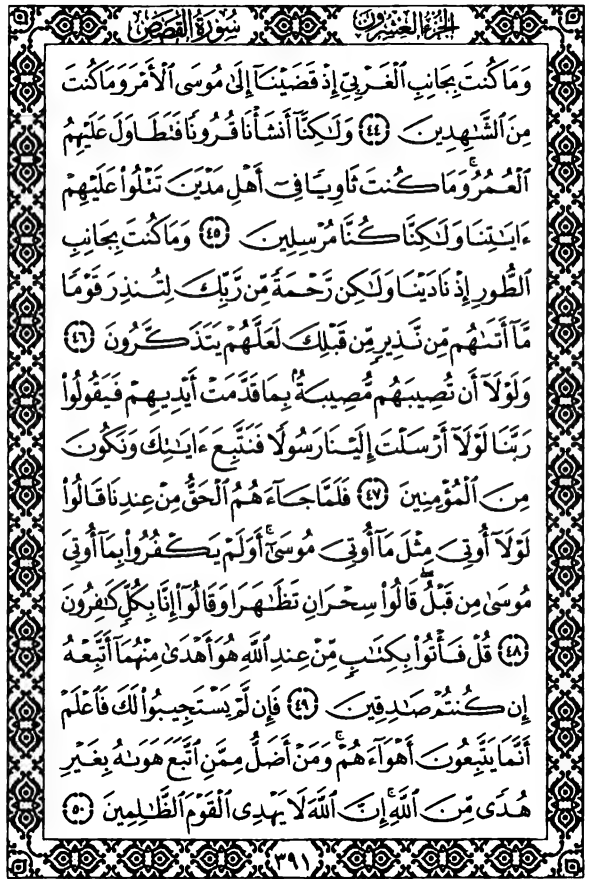 الجزء العشرون سورة القصص
وَمَا كُنتَ بِجَانِبِ ٱلْغَرْبِىِّ إِذْ قَضَيْنَآ إِلَىٰ مُوسَى ٱلْأَمْرَ وَمَا كُنتَ
مِنَ ٱلشَّـٰهِدِينَ ٤٤ وَلَـٰكِنَّآ أَنشَأْنَا قُرُونًا فَتَطَاوَلَ عَلَيْهِمُ
ٱلْعُمُرُ ۚ وَمَا كُنتَ ثَاوِيًا فِىٓ أَهْلِ مَدْيَنَ تَتْلُوا۟ عَلَيْهِمْ
ءَايَـٰتِنَا وَلَـٰكِنَّا كُنَّا مُرْسِلِينَ ٤٥ وَمَا كُنتَ بِجَانِبِ
ٱلطُّورِ إِذْ نَادَيْنَا وَلَـٰكِن رَّحْمَةً مِّن رَّبِّكَ لِتُنذِرَ قَوْمًا
مَّآ أَتَىٰهُم مِّن نَّذِيرٍ مِّن قَبْلِكَ لَعَلَّهُمْ يَتَذَكَّرُونَ ٤٦
وَلَوْلَآ أَن تُصِيبَهُم مُّصِيبَةٌۢ بِمَا قَدَّمَتْ أَيْدِيهِمْ فَيَقُولُوا۟
رَبَّنَا لَوْلَآ أَرْسَلْتَ إِلَيْنَا رَسُولًا فَنَتَّبِعَ ءَايَـٰتِكَ وَنَكُونَ
مِنَ ٱلْمُؤْمِنِينَ ٤٧ فَلَمَّا جَآءَهُمُ ٱلْحَقُّ مِنْ عِندِنَا قَالُوا۟
لَوْلَآ أُوتِىَ مِثْلَ مَآ أُوتِىَ مُوسَىٰٓ ۚ أَوَلَمْ يَكْفُرُوا۟ بِمَآ أُوتِىَ
مُوسَىٰ مِن قَبْلُ ۖ قَالُوا۟ سِحْرَانِ تَظَـٰهَرَا وَقَالُوٓا۟ إِنَّا بِكُلٍّ كَـٰفِرُونَ
٤٨ قُلْ فَأْتُوا۟ بِكِتَـٰبٍ مِّنْ عِندِ ٱللَّهِ هُوَ أَهْدَىٰ مِنْهُمَآ أَتَّبِعْهُ
إِن كُنتُمْ صَـٰدِقِينَ ٤٩ فَإِن لَّمْ يَسْتَجِيبُوا۟ لَكَ فَٱعْلَمْ
أَنَّمَا يَتَّبِعُونَ أَهْوَآءَهُمْ ۚ وَمَنْ أَضَلُّ مِمَّنِ ٱتَّبَعَ هَوَىٰهُ بِغَيْرِ
هُدًى مِّنَ ٱللَّهِ ۚ إِنَّ ٱللَّهَ لَا يَهْدِى ٱلْقَوْمَ ٱلظَّـٰلِمِينَ ٥٠
٣٩١